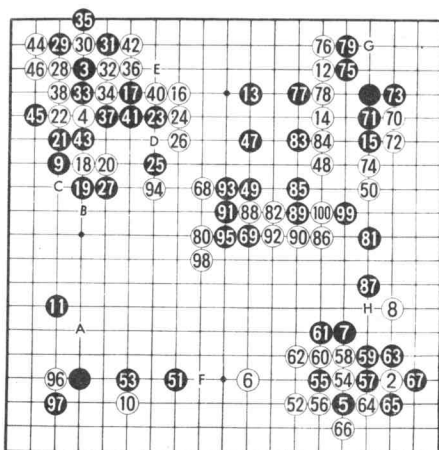 35
44 29 30 31 42 76 79 G
46 28 3 32 36 E 12 75
38 33 34 17 40 16 13 77 78 73
45 22 4 37 41 23 24 14 71 70
21 43 D 26 47 83 84 15 72
9 18 20 25 48 74
C 19 27 94 68 93 49 85 50
B 91 88 82 89 100 99
80 95 69 92 90 86 81
98
87
11 H 8
A 61 7
62 60 58 59 63
96 53 51 F 6 55 54 57 2 67
97 10 52 56 5 64 65
66